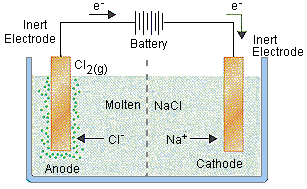 e⁻
e⁻
Inert
Electrode
Battery
Inert
Electrode
Cl₂(g)
Molten
NaCl
Cl⁻
Na⁺
Anode
Cathode